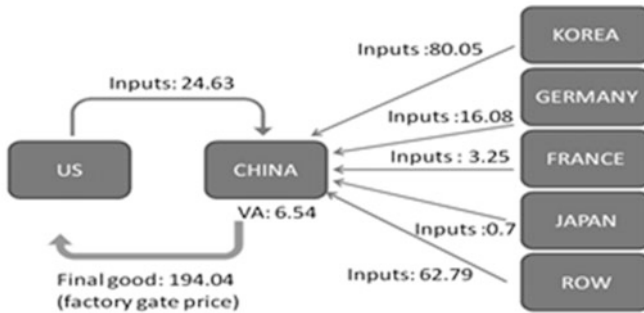 KOREA
Inputs :80.05
Inputs: 24.63
GERMANY
Inputs :16.08
US
CHINA
Inputs : 3.25
FRANCE
VA: 6.54
Inputs :0.7
JAPAN
Final good: 194.04
(factory gate price)
Inputs: 62.79
ROW